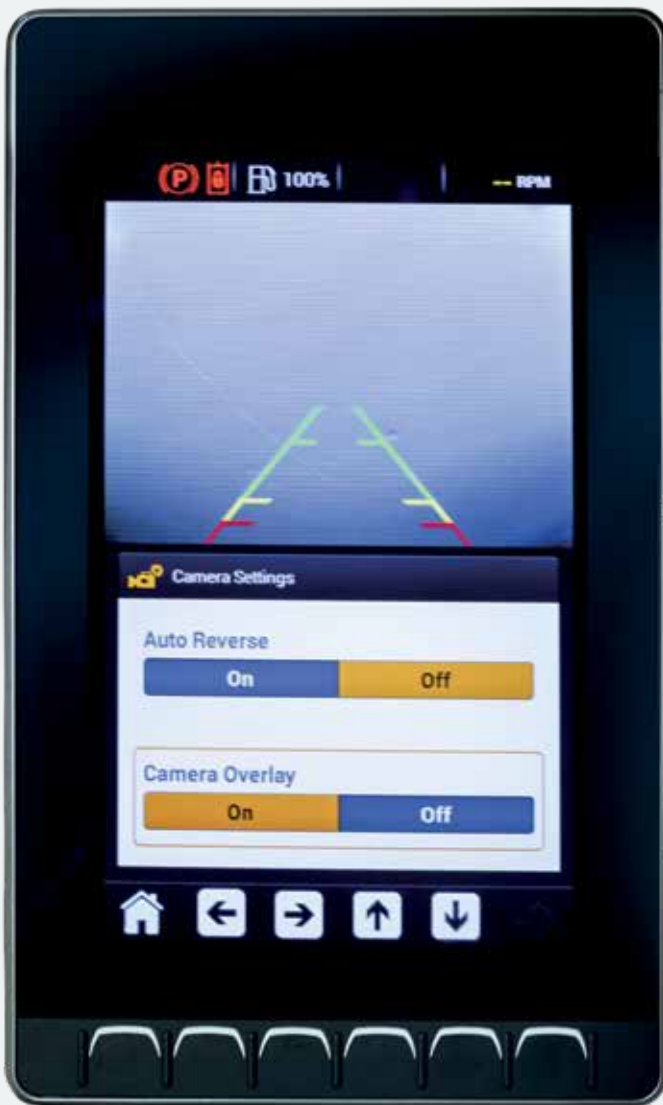 P 100% -- RPM
Camera Settings
Auto Reverse
On Off
Camera Overlay
On Off